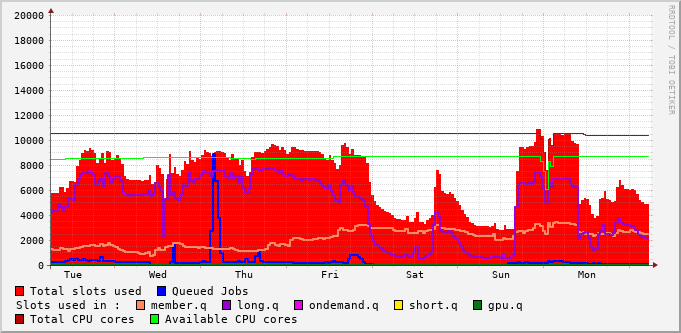 20000
18000
16000
14000
12000
10000
8000
6000
4000
2000
0
Tue Wed Thu Fri Sat Sun Mon
Total slots used Queued Jobs
Slots used in : member.q long.q ondemand.q short.q gpu.q
Total CPU cores Available CPU cores
RRDTOOL / TOBI OETIKER